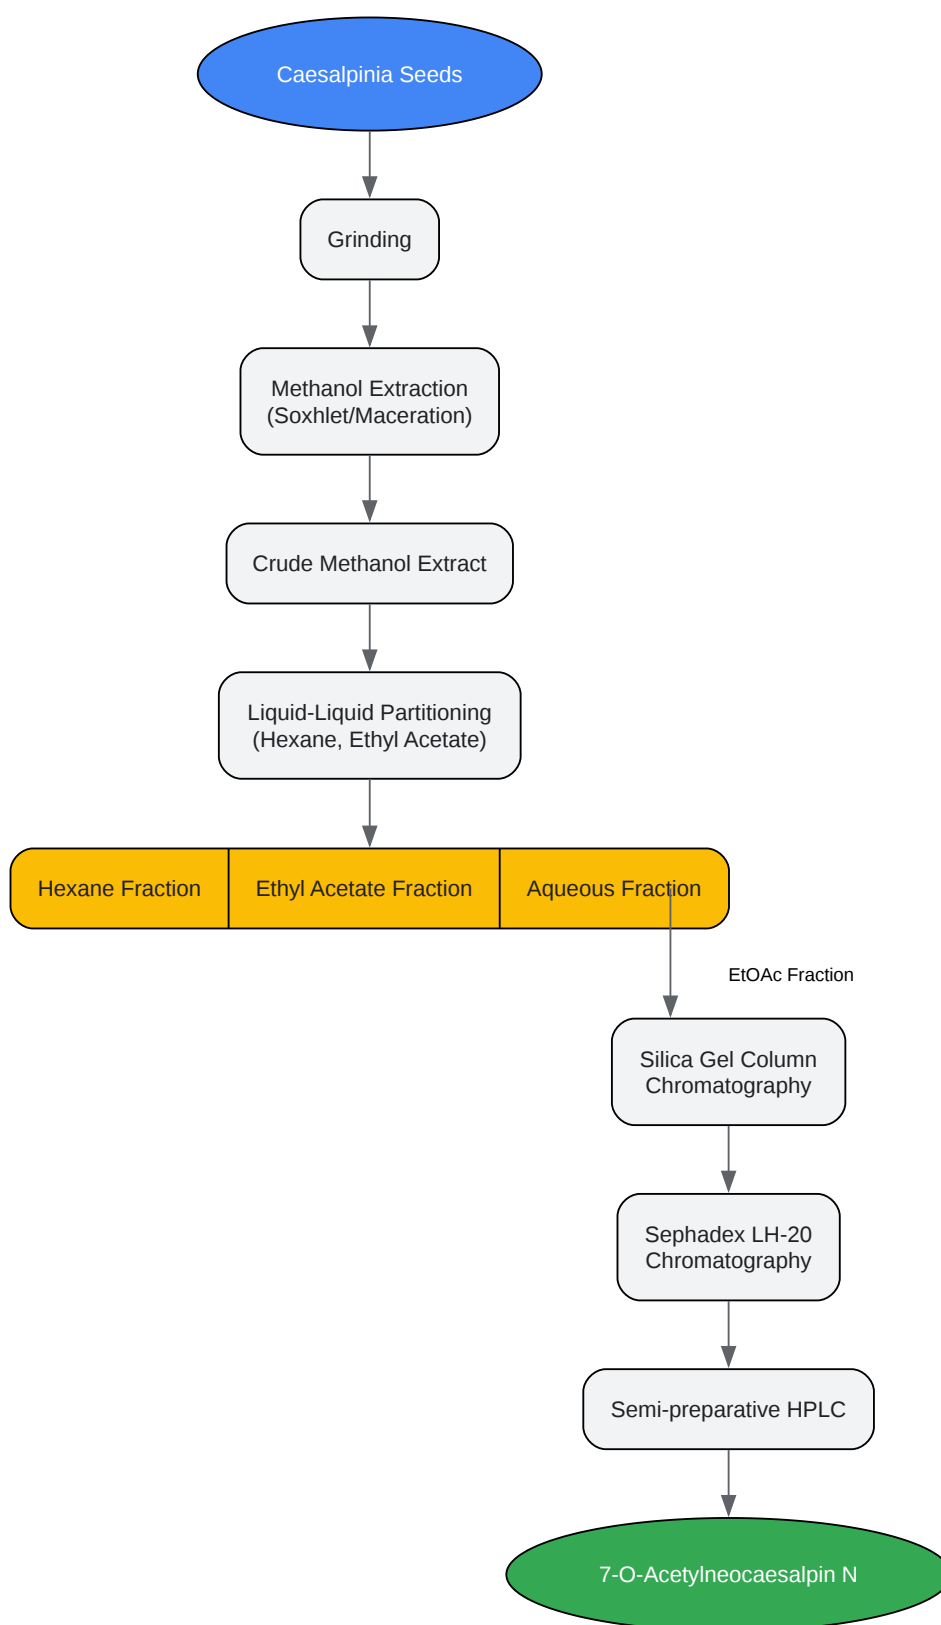 Caesalpinia Seeds
Grinding
Methanol Extraction
(Soxhlet/Maceration)
Crude Methanol Extract
Liquid-Liquid Partitioning
(Hexane, Ethyl Acetate)
Hexane Fraction
Ethyl Acetate Fraction
Aqueous Fraction
EtOAc Fraction
Silica Gel Column
Chromatography
Sephadex LH-20
Chromatography
Semi-preparative HPLC
7-O-Acetylneocaesalpin N